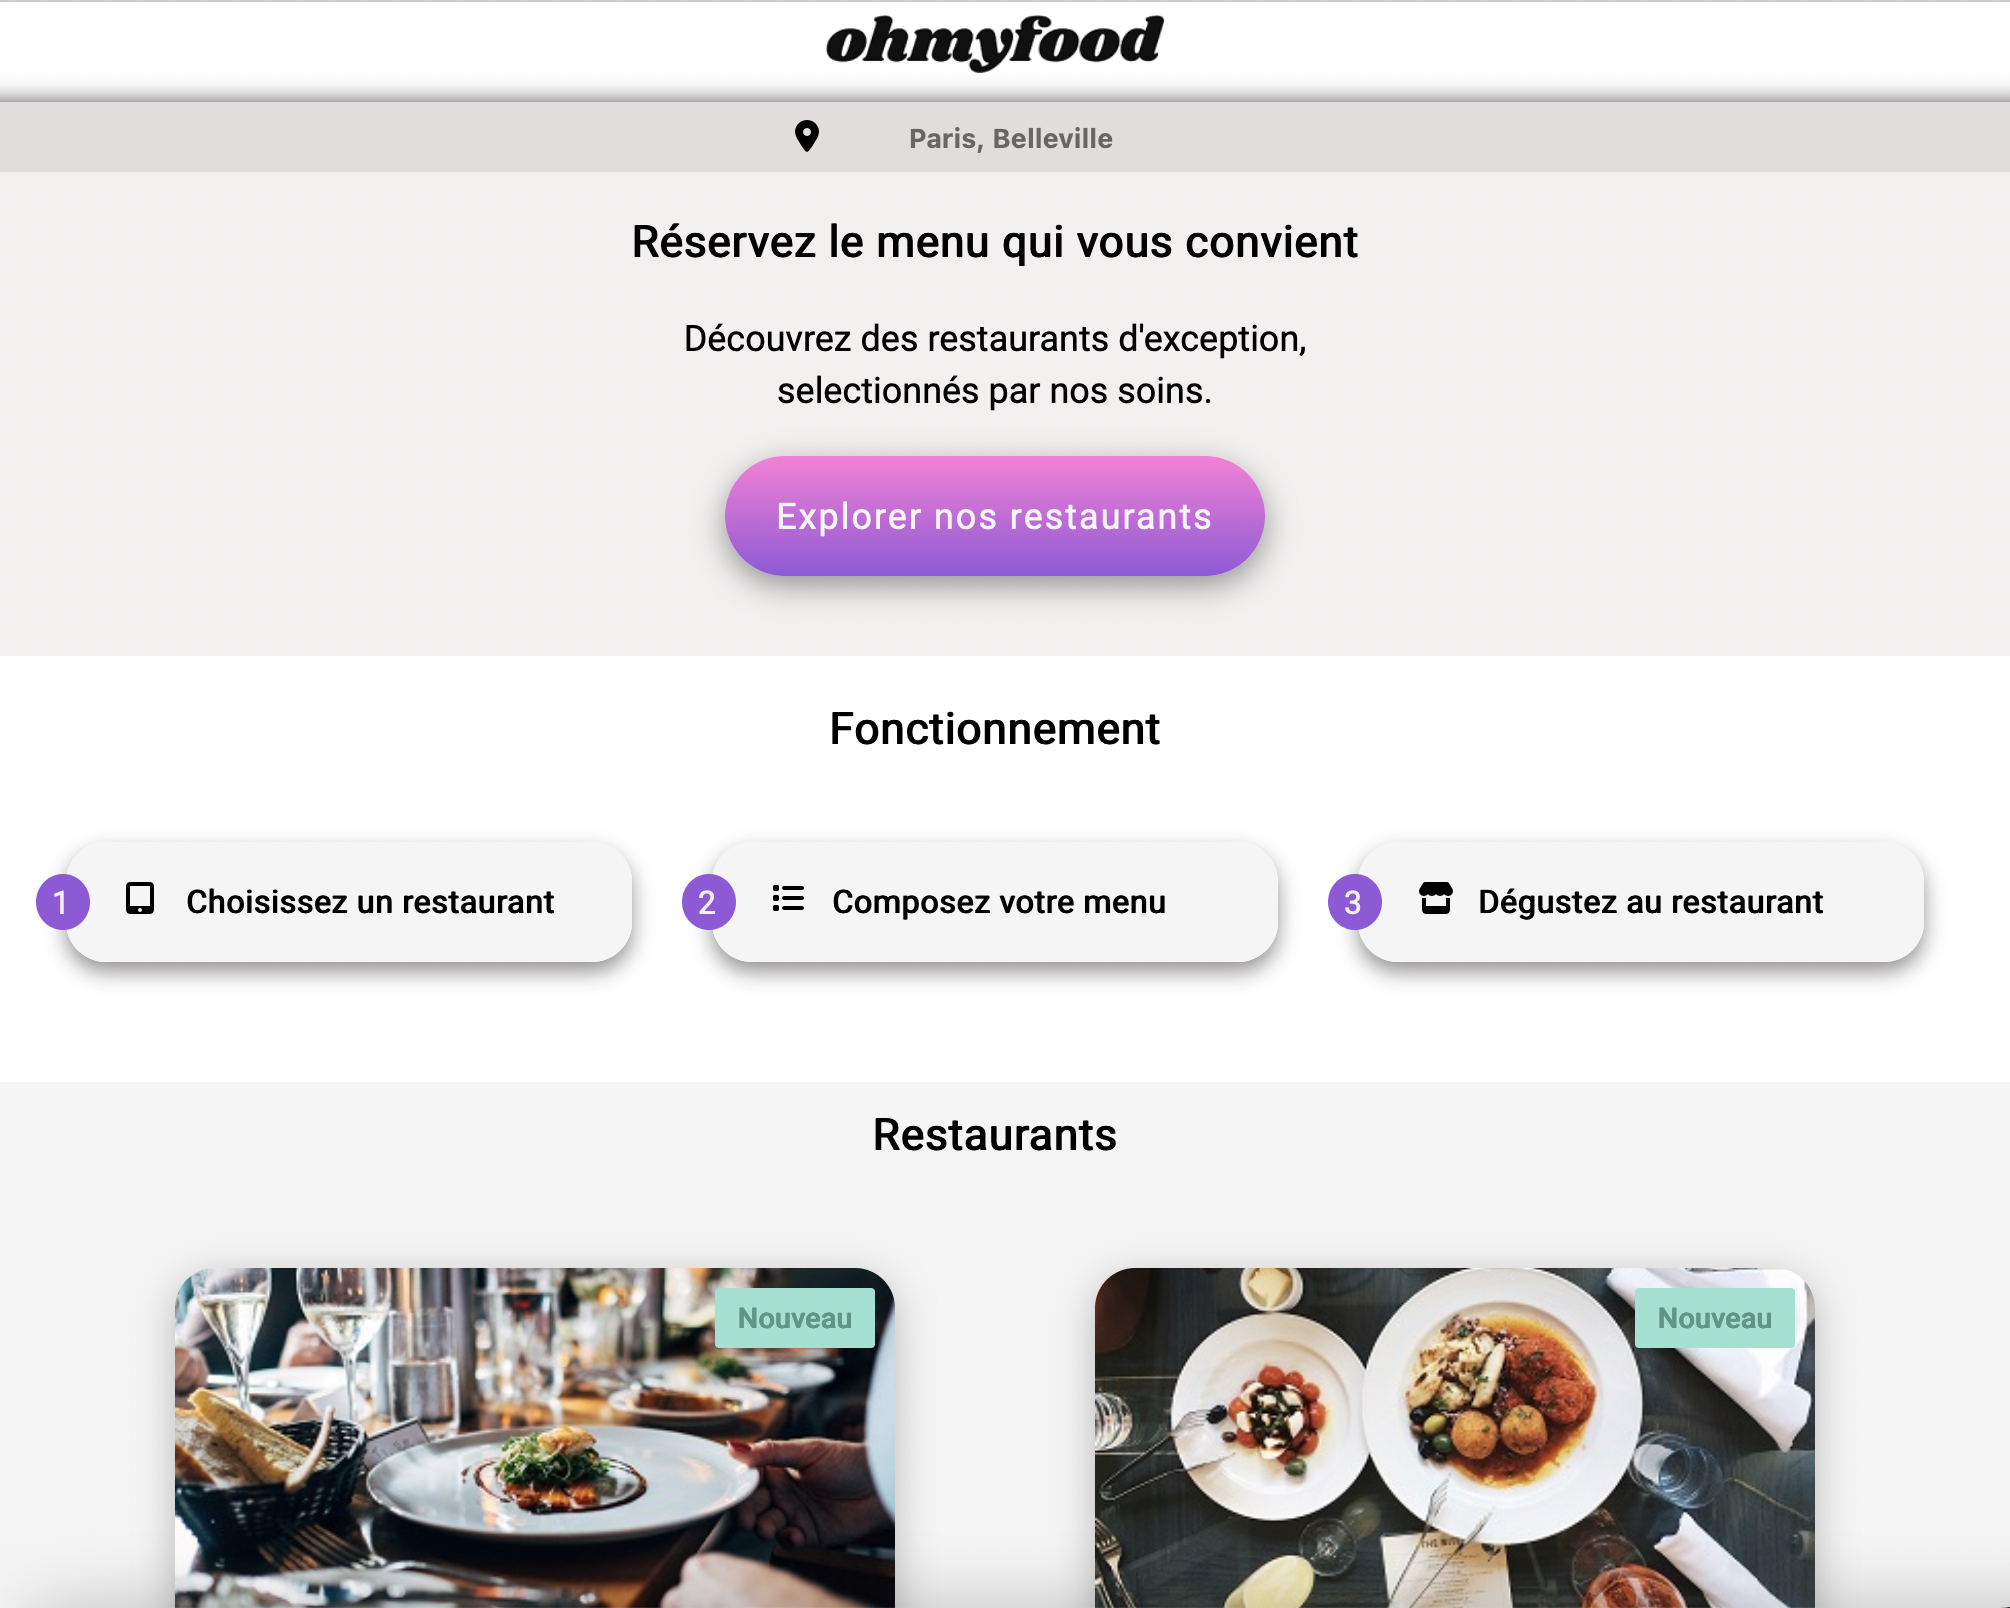 ohmyfood
Paris, Belleville
Réservez le menu qui vous convient
Découvrez des restaurants d'exception,
selectionnés par nos soins.
Explorer nos restaurants
Fonctionnement
1 Choisissez un restaurant
2 Composez votre menu
3 Dégustez au restaurant
Restaurants
Nouveau
Nouveau